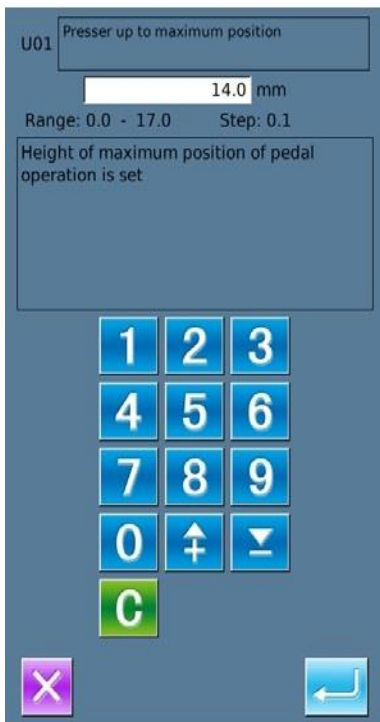 U01 Presser up to maximum position
14.0 mm
Range: 0.0 - 17.0 Step: 0.1
Height of maximum position of pedal
operation is set
1 2 3
4 5 6
7 8 9
0
C